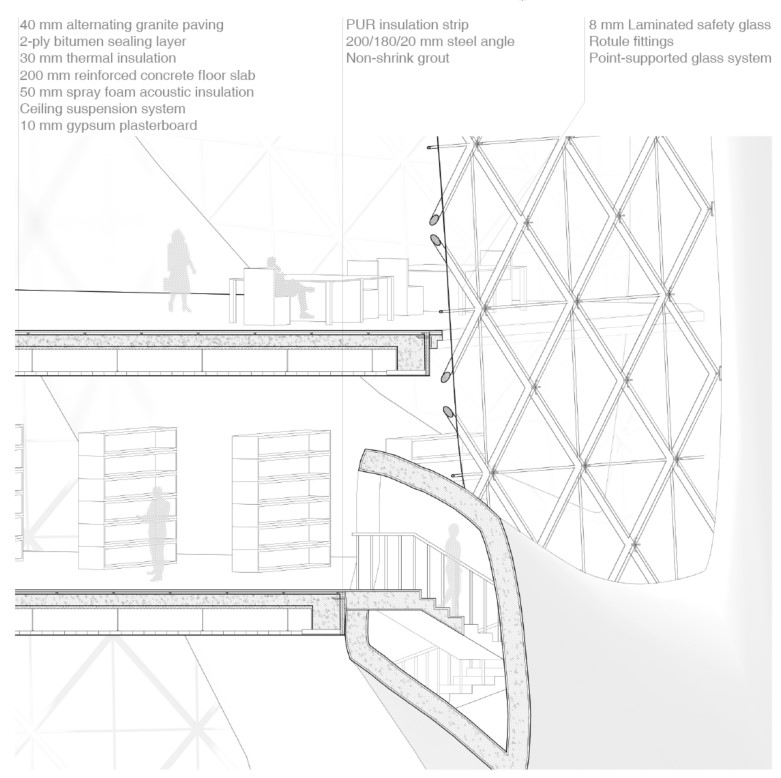 40 mm alternating granite paving
2-ply bitumen sealing layer
30 mm thermal insulation
200 mm reinforced concrete floor slab
50 mm spray foam acoustic insulation
Ceiling suspension system
10 mm gypsum plasterboard
PUR insulation strip
200/180/20 mm steel angle
Non-shrink grout
8 mm Laminated safety glass
Rotule fittings
Point-supported glass system